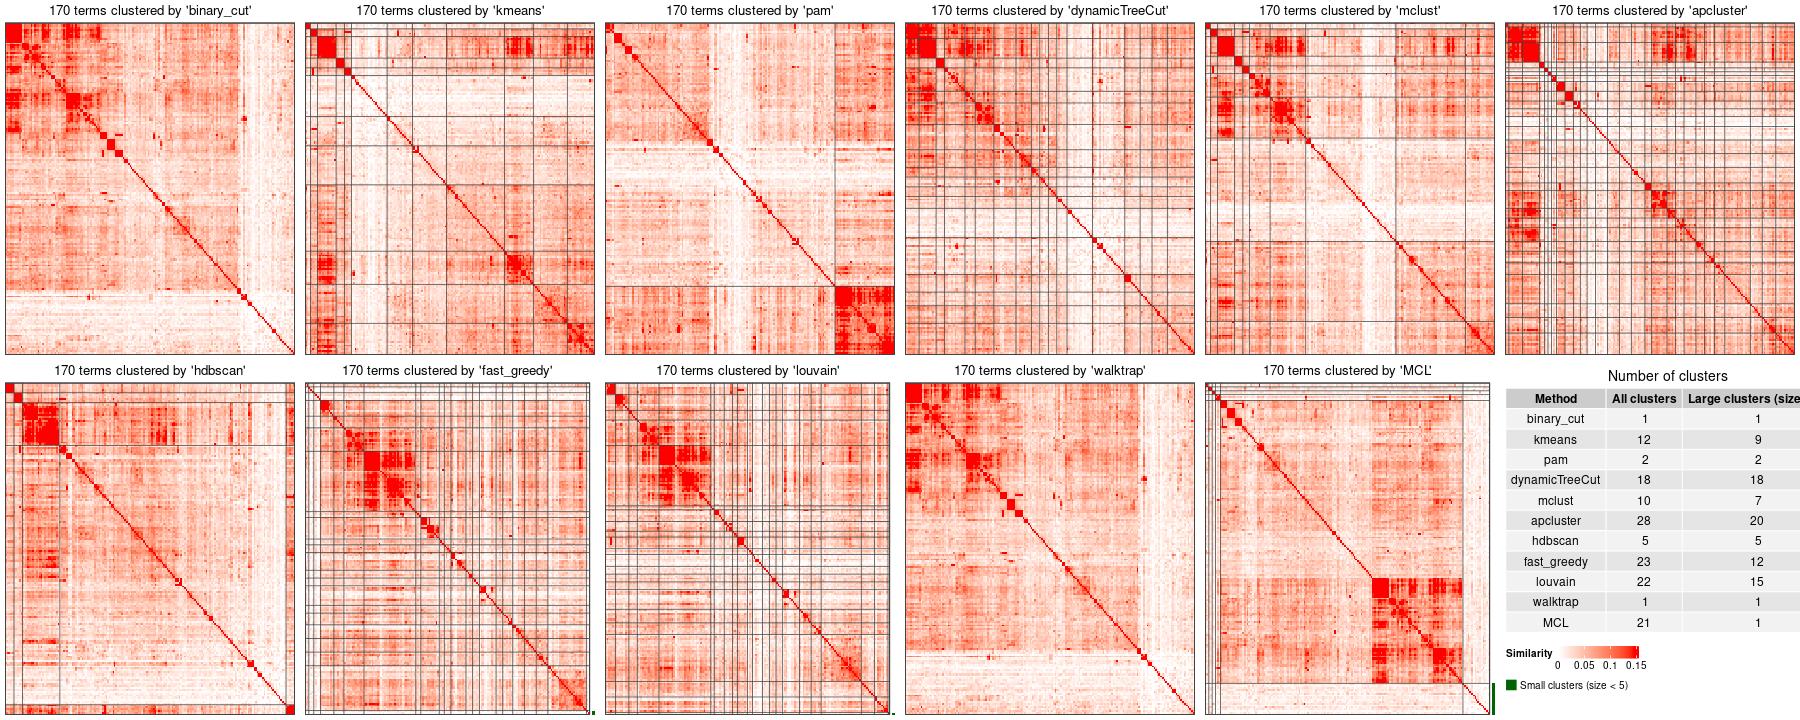 170 terms clustered by 'binary_cut'
170 terms clustered by 'kmeans'
170 terms clustered by 'pam'
170 terms clustered by 'dynamicTreeCut'
170 terms clustered by 'mclust'
170 terms clustered by 'apcluster'
170 terms clustered by 'hdbscan'
170 terms clustered by 'fast_greedy'
170 terms clustered by 'louvain'
170 terms clustered by 'walktrap'
170 terms clustered by 'MCL'
Number of clusters
Method All clusters Large clusters (size
binary_cut 1 1
kmeans 12 9
pam 2 2
dynamicTreeCut 18 18
mclust 10 7
apcluster 28 20
hdbscan 5 5
fast_greedy 23 12
louvain 22 15
walktrap 1 1
MCL 21 1
Similarity
0 0.05 0.1 0.15
Small clusters (size < 5)